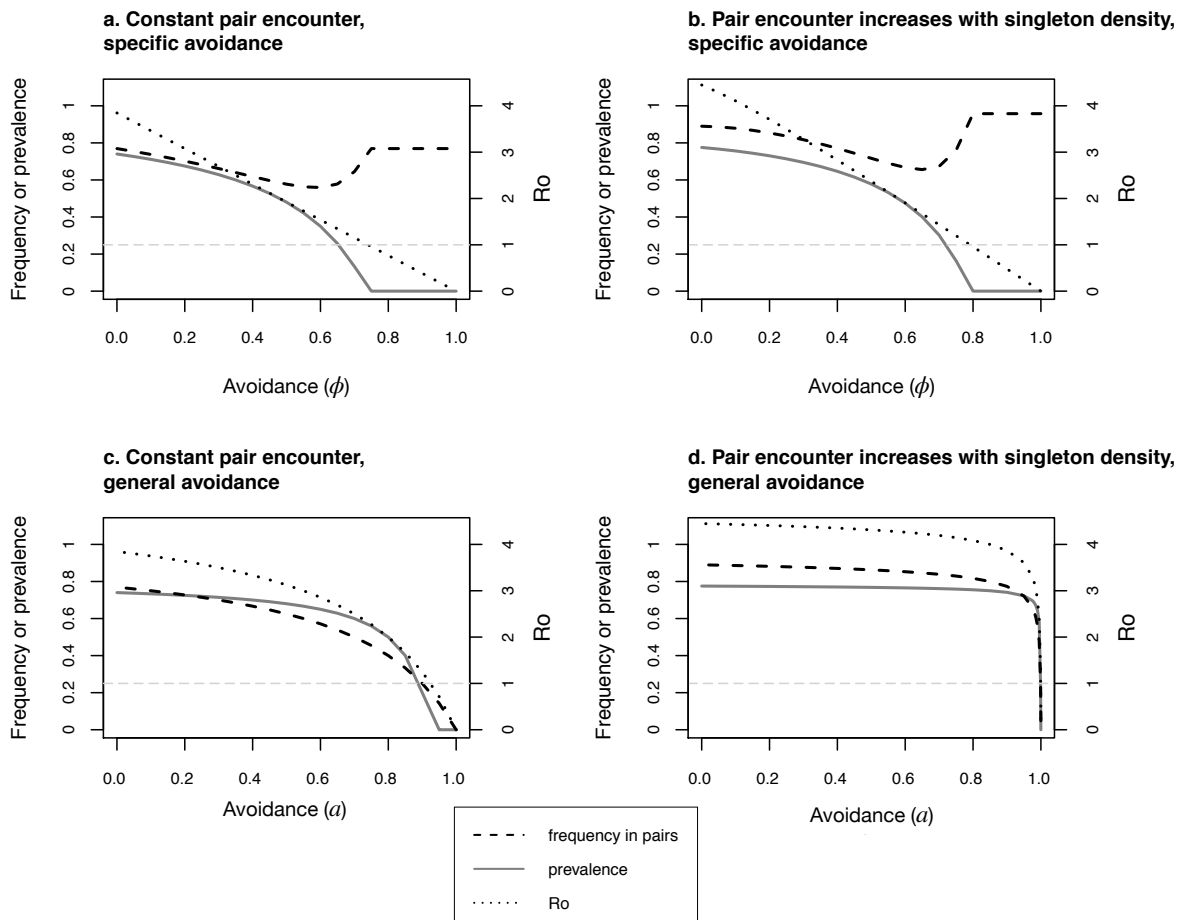 a. Constant pair encounter,
specific avoidance
Frequency or prevalence
0 0.2 0.4 0.6 0.8 1
0 1 2 3 4
Ro
0.0 0.2 0.4 0.6 0.8 1.0
Avoidance (ϕ)
b. Pair encounter increases with singleton density,
specific avoidance
Frequency or prevalence
0 0.2 0.4 0.6 0.8 1
0 1 2 3 4
Ro
0.0 0.2 0.4 0.6 0.8 1.0
Avoidance (ϕ)
c. Constant pair encounter,
general avoidance
Frequency or prevalence
0 0.2 0.4 0.6 0.8 1
0 1 2 3 4
Ro
0.0 0.2 0.4 0.6 0.8 1.0
Avoidance (a)
d. Pair encounter increases with singleton density,
general avoidance
Frequency or prevalence
0 0.2 0.4 0.6 0.8 1
0 1 2 3 4
Ro
0.0 0.2 0.4 0.6 0.8 1.0
Avoidance (a)
frequency in pairs
prevalence
Ro